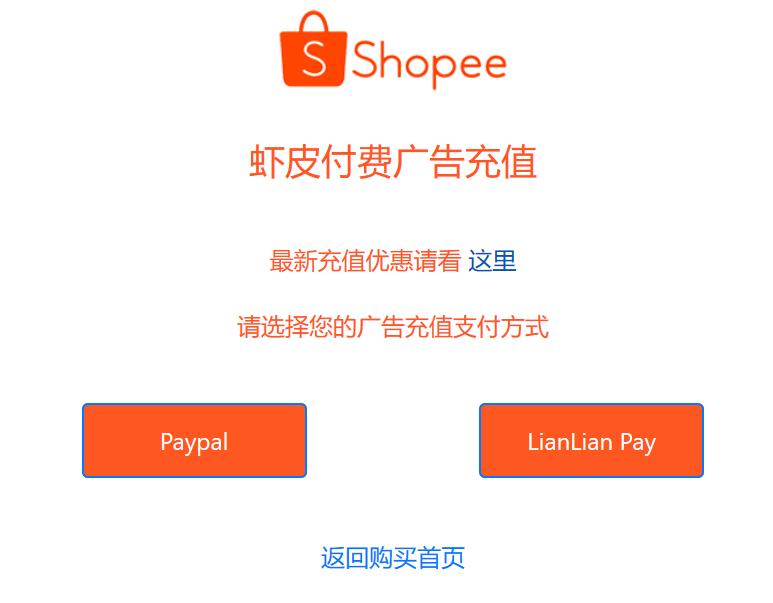 S Shopee
虾皮付费广告充值
最新充值优惠请看 这里
请选择您的广告充值支付方式
Paypal
LianLian Pay
返回购买首页